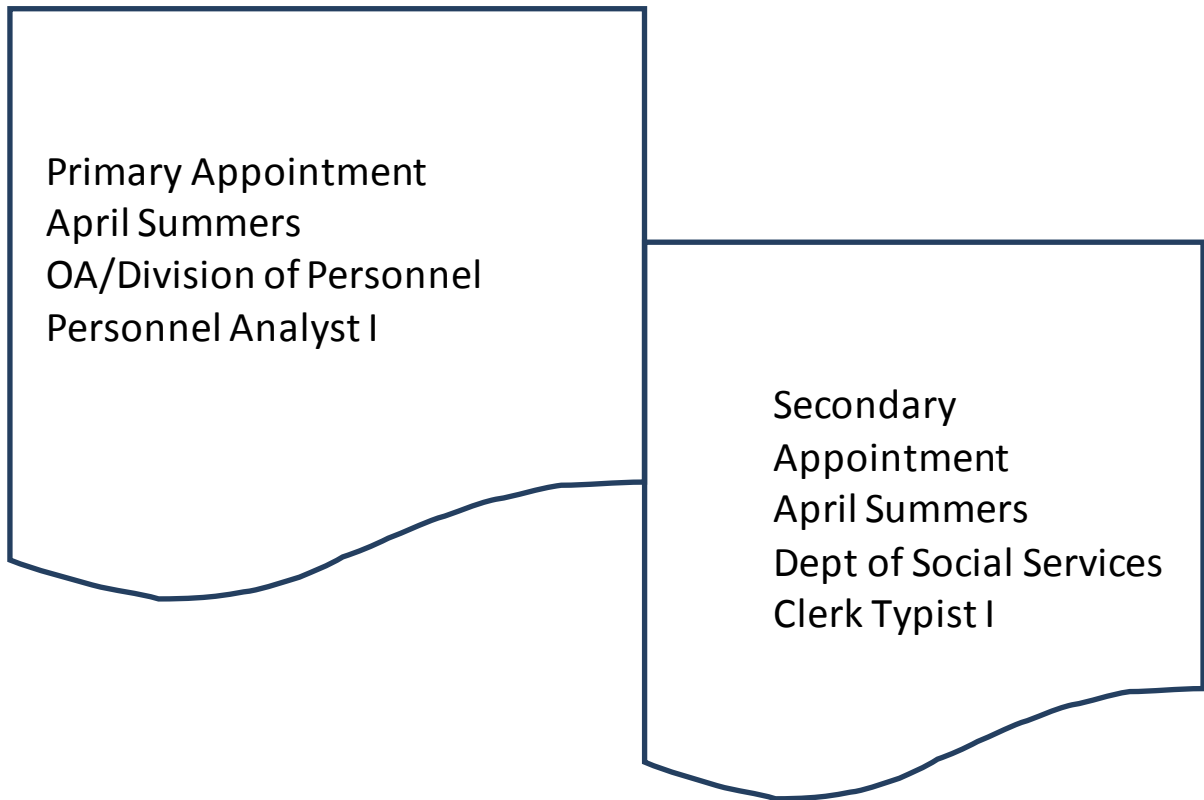 Primary Appointment
April Summers
OA/Division of Personnel
Personnel Analyst I
Secondary
Appointment
April Summers
Dept of Social Services
Clerk Typist I